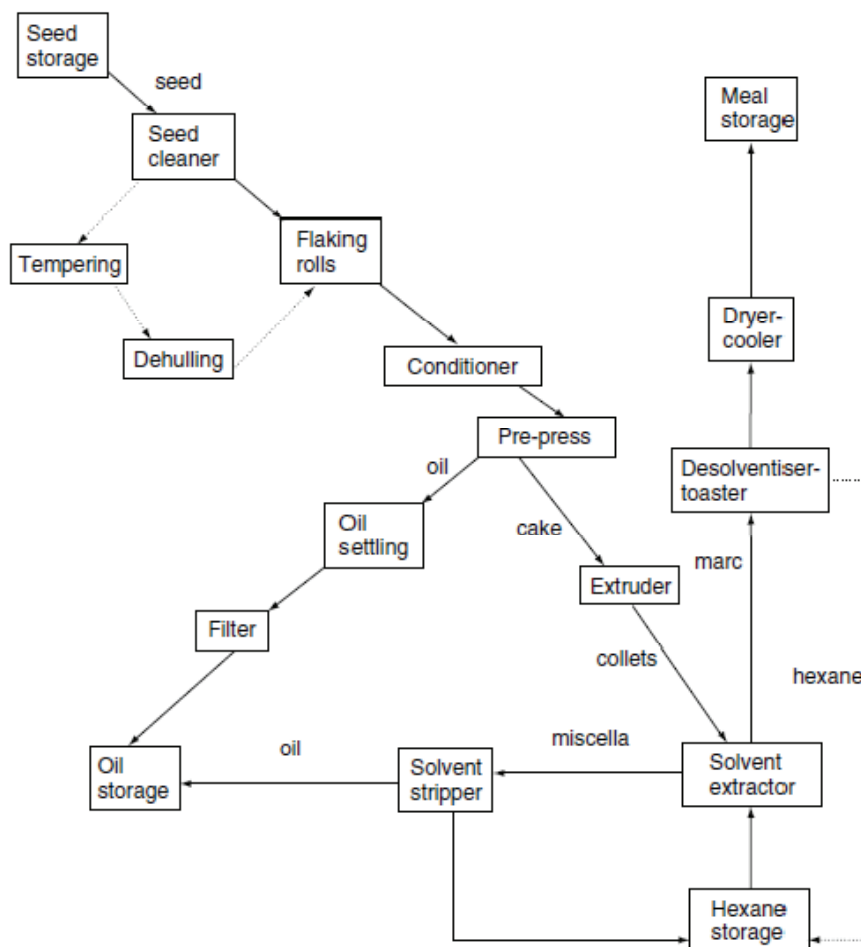 Seed
storage
seed
Seed
cleaner
Meal
storage
Tempering
Flaking
rolls
Dehulling
Conditioner
Dryer-
cooler
Pre-press
oil
cake
Desolventiser-
toaster
Oil
settling
Extruder
marc
Filter
collets
hexane
Oil
storage
oil
Solvent
stripper
miscella
Solvent
extractor
Hexane
storage